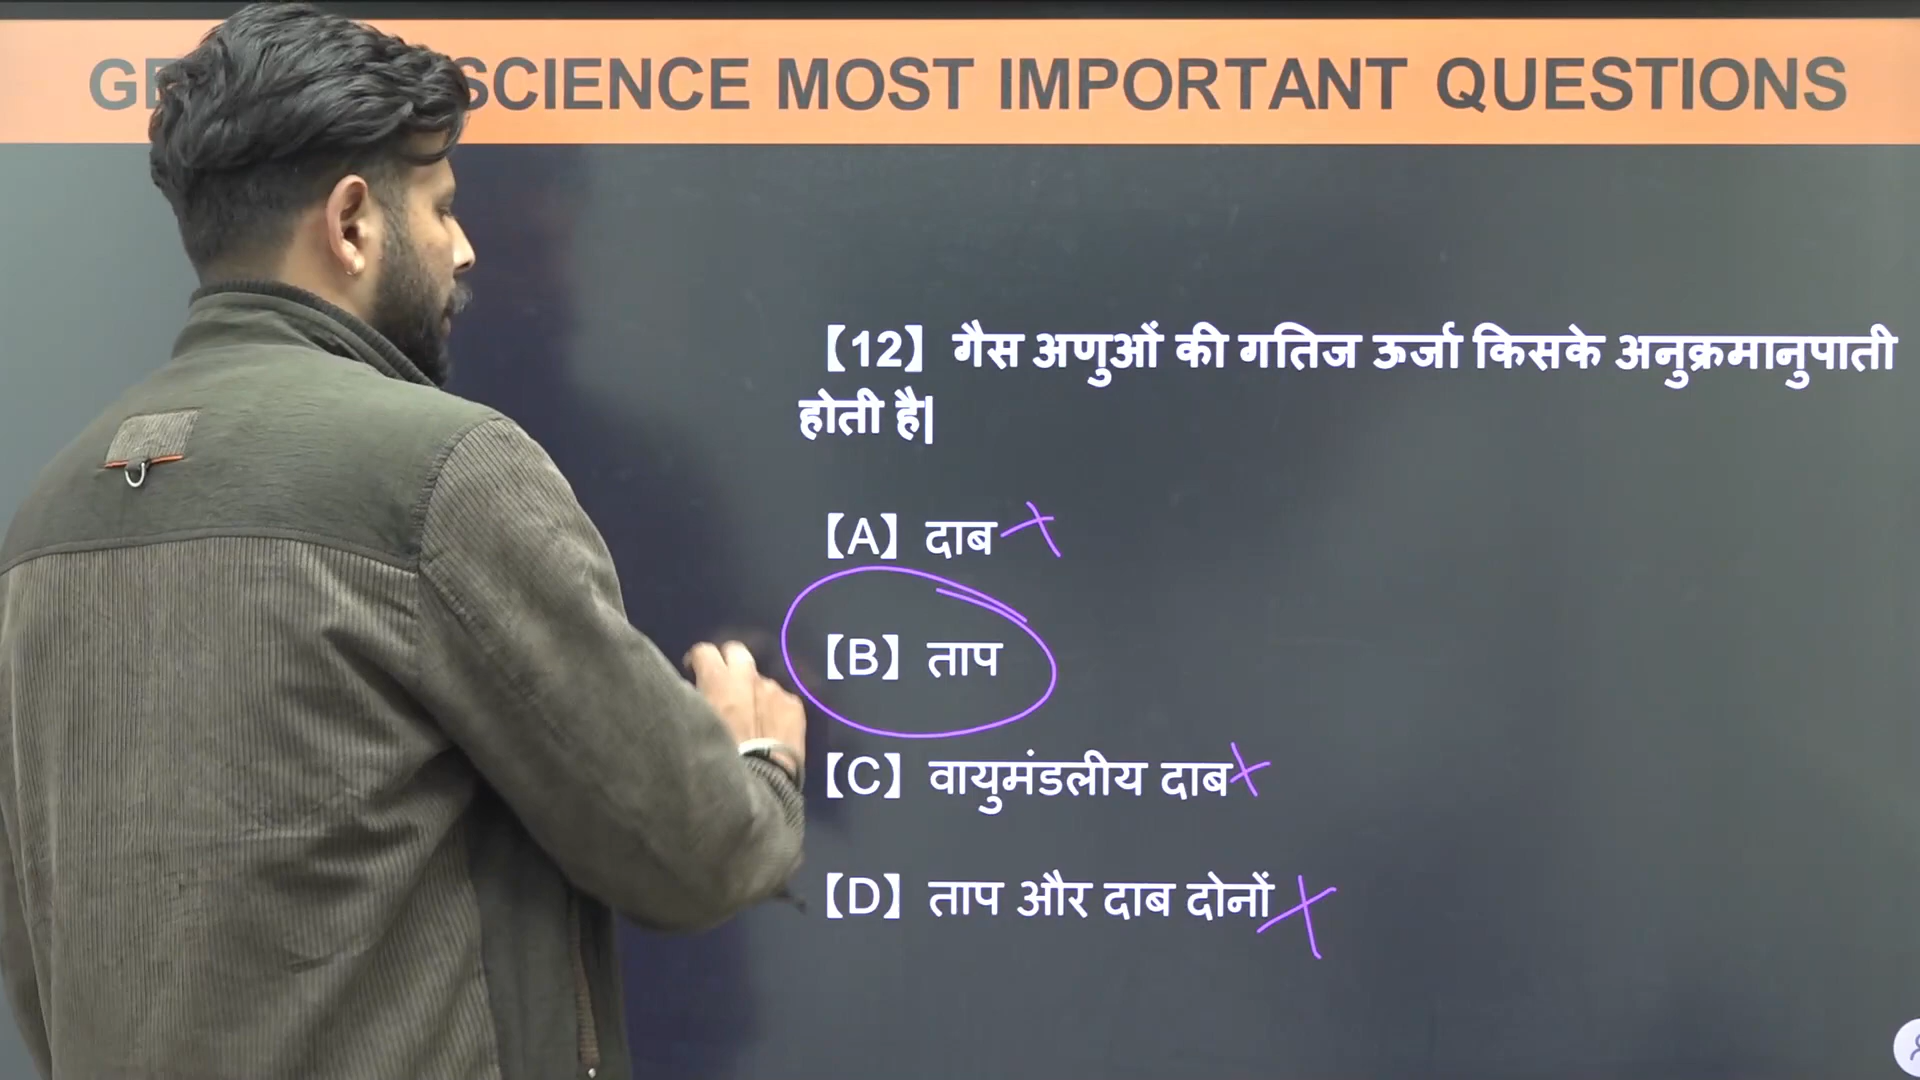 SCIENCE MOST IMPORTANT QUESTIONS
【12】 गैस अणुओं की गतिज ऊर्जा किसके अनुक्रमानुपाती
होती है|
【A】 दाब
【B】 ताप
【C】 वायुमंडलीय दाब
【D】 ताप और दाब दोनों